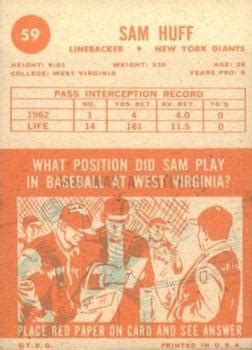 59
SAM HUFF
LINEBACKER • NEW YORK GIANTS
HEIGHT: 6:01 WEIGHT: 230 AGE: 28
COLLEGE: WEST VIRGINIA YEARS PRO: 6
PASS INTERCEPTION RECORD
NO. YDS. RET. AV. RET. TD'S
1962 1 4 4.0 0
LIFE 14 161 11.5 0
WHAT POSITION DID SAM PLAY
IN BASEBALL AT WEST VIRGINIA?
PLACE RED PAPER ON CARD AND SEE ANSWER
©T.C.G. PRINTED IN U.S.A.